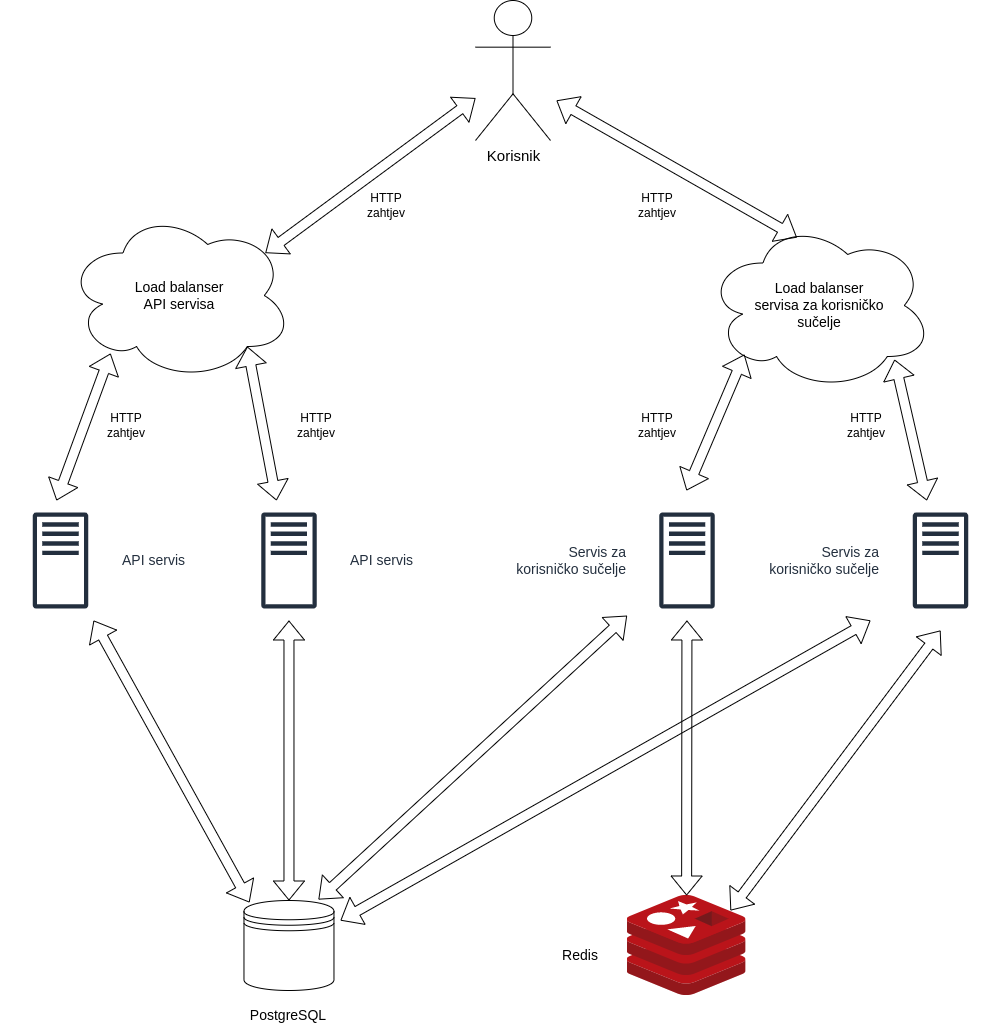 Korisnik
HTTP
zahtjev
HTTP
zahtjev
Load balanser
API servisa
Load balanser
servisa za korisničko
sučelje
HTTP
zahtjev
HTTP
zahtjev
HTTP
zahtjev
HTTP
zahtjev
API servis
API servis
Servis za
korisničko sučelje
Servis za
korisničko sučelje
Redis
PostgreSQL